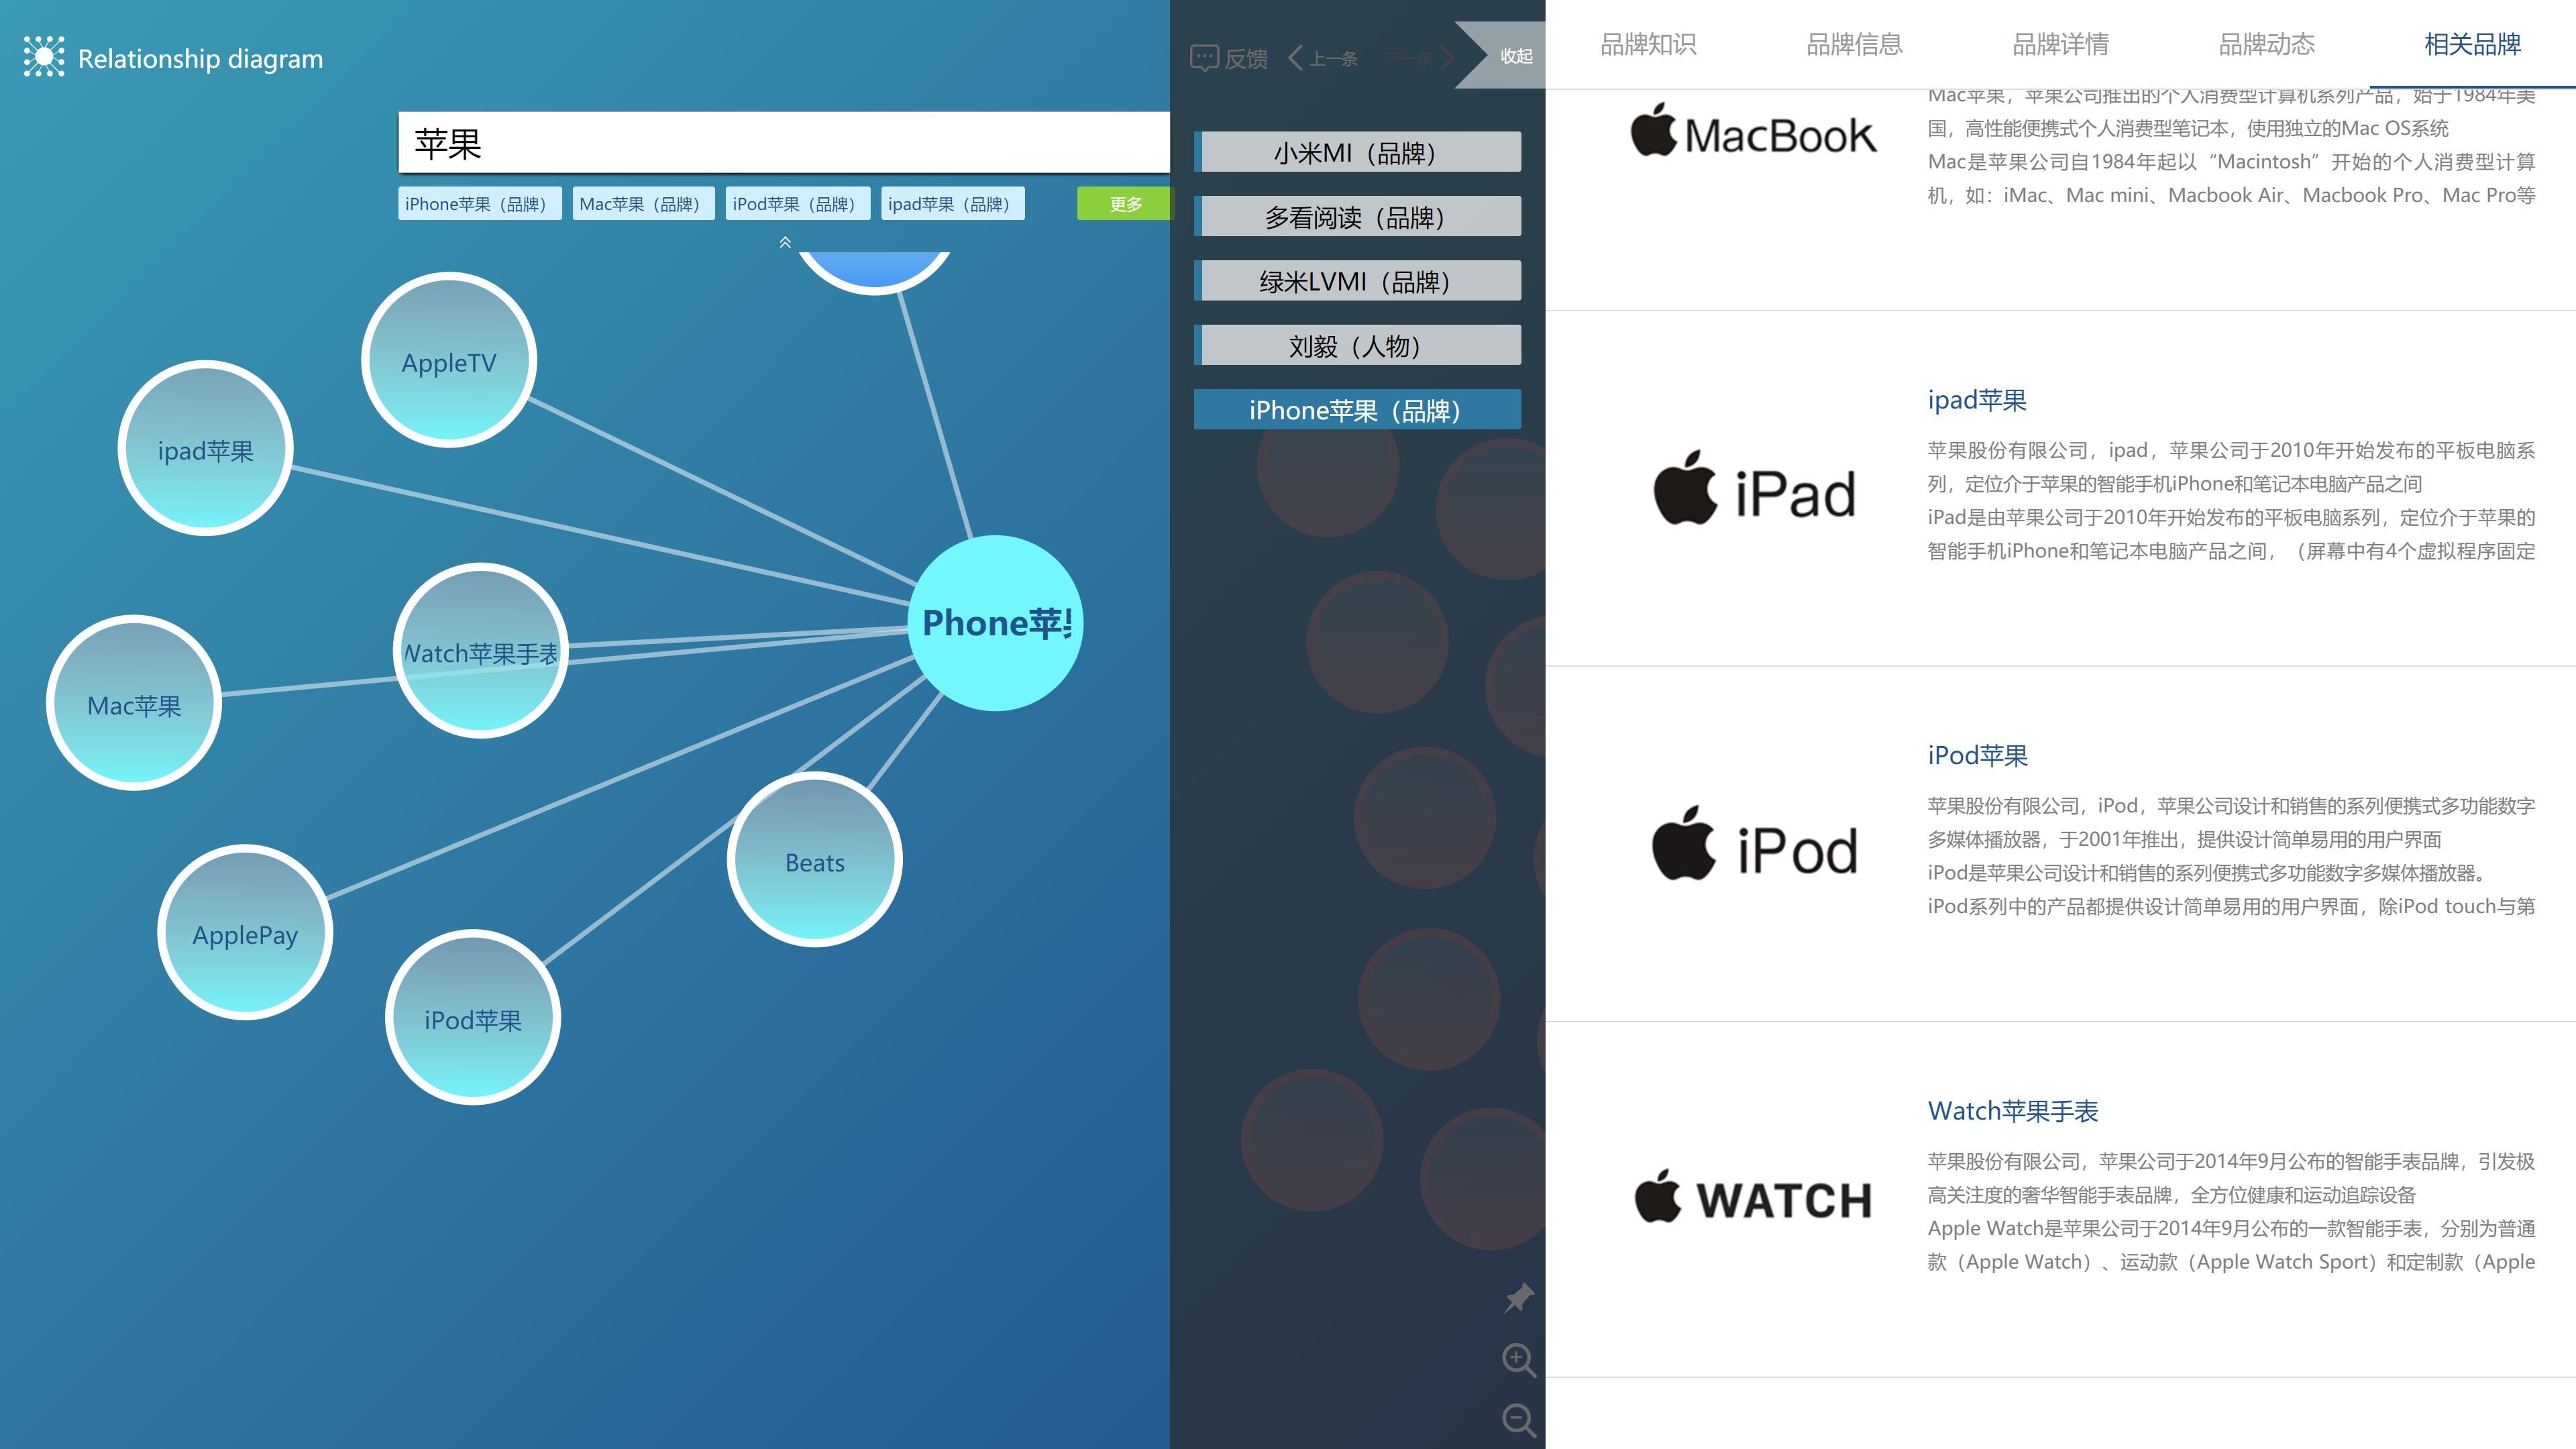 Relationship diagram
苹果
iPhone苹果（品牌）
Mac苹果（品牌）
iPod苹果（品牌）
ipad苹果（品牌）
更多
AppleTV
ipad苹果
Watch苹果手表
Mac苹果
Phone苹果
Beats
ApplePay
iPod苹果
反馈
上一条
下一条
收起
小米MI（品牌）
多看阅读（品牌）
绿米LVMI（品牌）
刘毅（人物）
iPhone苹果（品牌）
品牌知识
品牌信息
品牌详情
品牌动态
相关品牌
MacBook
Mac苹果，苹果公司推出的个人消费型计算机系列产品，始于1984年美
国，高性能便携式个人消费型笔记本，使用独立的Mac OS系统
Mac是苹果公司自1984年起以“Macintosh”开始的个人消费型计算
机，如：iMac、Mac mini、Macbook Air、Macbook Pro、Mac Pro等
iPad
ipad苹果
苹果股份有限公司，ipad，苹果公司于2010年开始发布的平板电脑系
列，定位介于苹果的智能手机iPhone和笔记本电脑产品之间
iPad是由苹果公司于2010年开始发布的平板电脑系列，定位介于苹果的
智能手机iPhone和笔记本电脑产品之间，（屏幕中有4个虚拟程序固定
iPod
iPod苹果
苹果股份有限公司，iPod，苹果公司设计和销售的系列便携式多功能数字
多媒体播放器，于2001年推出，提供设计简单易用的用户界面
iPod是苹果公司设计和销售的系列便携式多功能数字多媒体播放器。
iPod系列中的产品都提供设计简单易用的用户界面，除iPod touch与第
WATCH
Watch苹果手表
苹果股份有限公司，苹果公司于2014年9月公布的智能手表品牌，引发极
高关注度的奢华智能手表品牌，全方位健康和运动追踪设备
Apple Watch是苹果公司于2014年9月公布的一款智能手表，分别为普通
款（Apple Watch）、运动款（Apple Watch Sport）和定制款（Apple